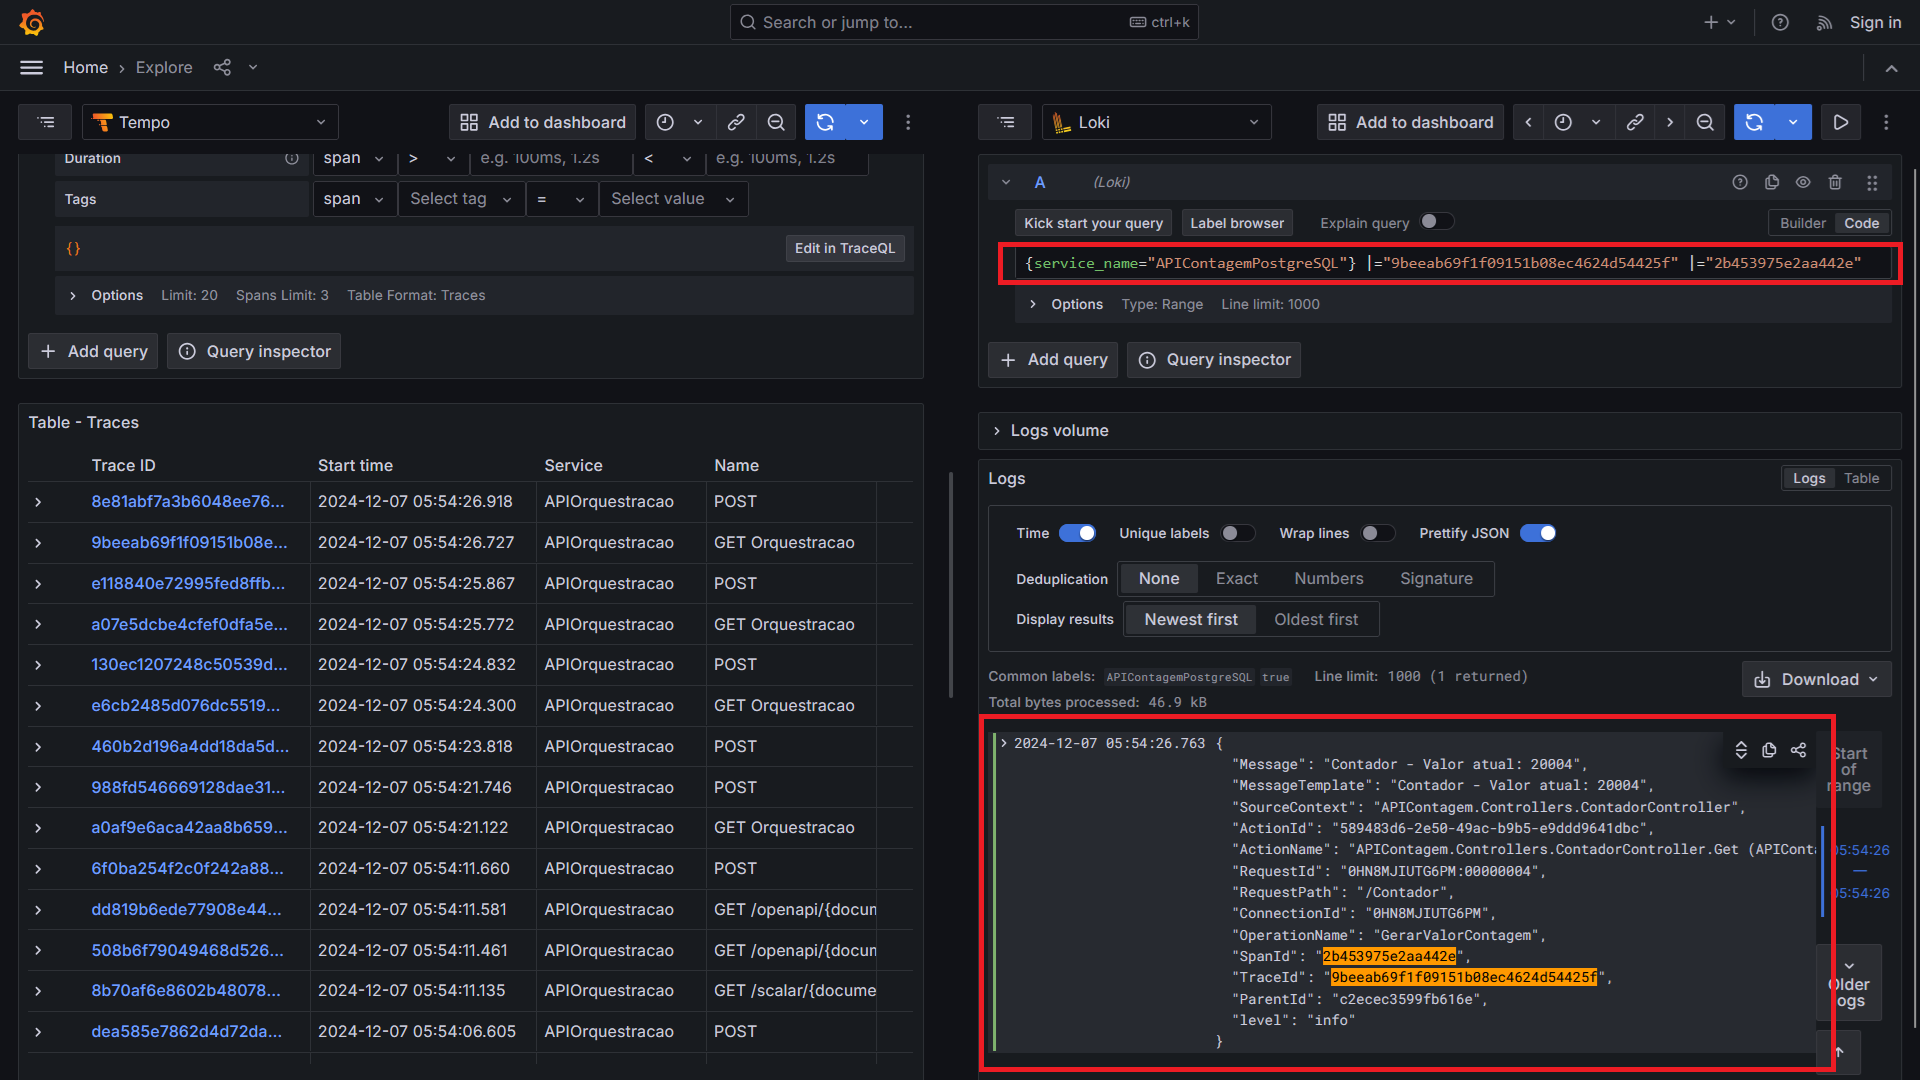 Search or jump to...
ctrl+k
Sign in
Home › Explore
Tempo
Add to dashboard
Duration
span > e.g. 100ms, 1.2s < e.g. 100ms, 1.2s
Tags
span Select tag = Select value
{}
Edit in TraceQL
Options Limit: 20 Spans Limit: 3 Table Format: Traces
+ Add query
Query inspector
Table - Traces
Trace ID Start time Service Name
8e81abf7a3b6048ee76... 2024-12-07 05:54:26.918 APIOrquestracao POST
9beeab69f1f09151b08e... 2024-12-07 05:54:26.727 APIOrquestracao GET Orquestracao
e118840e72995fed8ffb... 2024-12-07 05:54:25.867 APIOrquestracao POST
a07e5dcbe4cfef0dfa5e... 2024-12-07 05:54:25.772 APIOrquestracao GET Orquestracao
130ec1207248c50539d... 2024-12-07 05:54:24.832 APIOrquestracao POST
e6cb2485d076dc5519... 2024-12-07 05:54:24.300 APIOrquestracao GET Orquestracao
460b2d196a4dd18da5d... 2024-12-07 05:54:23.818 APIOrquestracao POST
988fd546669128dae31... 2024-12-07 05:54:21.746 APIOrquestracao POST
a0af9e6aca42aa8b659... 2024-12-07 05:54:21.122 APIOrquestracao GET Orquestracao
6f0ba254f2c0f242a88... 2024-12-07 05:54:11.660 APIOrquestracao POST
dd819b6ede77908e44... 2024-12-07 05:54:11.581 APIOrquestracao GET /openapi/{docum
508b6f79049468d526... 2024-12-07 05:54:11.461 APIOrquestracao GET /openapi/{docum
8b70af6e8602b48078... 2024-12-07 05:54:11.135 APIOrquestracao GET /scalar/{docume
dea585e7862d4d72da... 2024-12-07 05:54:06.605 APIOrquestracao POST
Loki
Add to dashboard
A (Loki)
Kick start your query
Label browser
Explain query
Builder Code
{service_name="APIContagemPostgreSQL"} |="9beeab69f1f09151b08ec4624d54425f" |="2b453975e2aa442e"
Options Type: Range Line limit: 1000
+ Add query
Query inspector
Logs volume
Logs
Logs Table
Time Unique labels Wrap lines Prettify JSON
Deduplication None Exact Numbers Signature
Display results Newest first Oldest first
Common labels: APIContagemPostgreSQL true Line limit: 1000 (1 returned)
Download
Total bytes processed: 46.9 kB
2024-12-07 05:54:26.763 {
"Message": "Contador - Valor atual: 20004",
"MessageTemplate": "Contador - Valor atual: 20004",
"SourceContext": "APIContagem.Controllers.ContadorController",
"ActionId": "589483d6-2e50-49ac-b9b5-e9ddd9641dbc",
"ActionName": "APIContagem.Controllers.ContadorController.Get (APIConta
"RequestId": "0HN8MJIUTG6PM:00000004",
"RequestPath": "/Contador",
"ConnectionId": "0HN8MJIUTG6PM",
"OperationName": "GerarValorContagem",
"SpanId": "2b453975e2aa442e",
"TraceId": "9beeab69f1f09151b08ec4624d54425f",
"ParentId": "c2ecec3599fb616e",
"level": "info"
}
Start
of
range
05:54:26
—
05:54:26
Older
logs